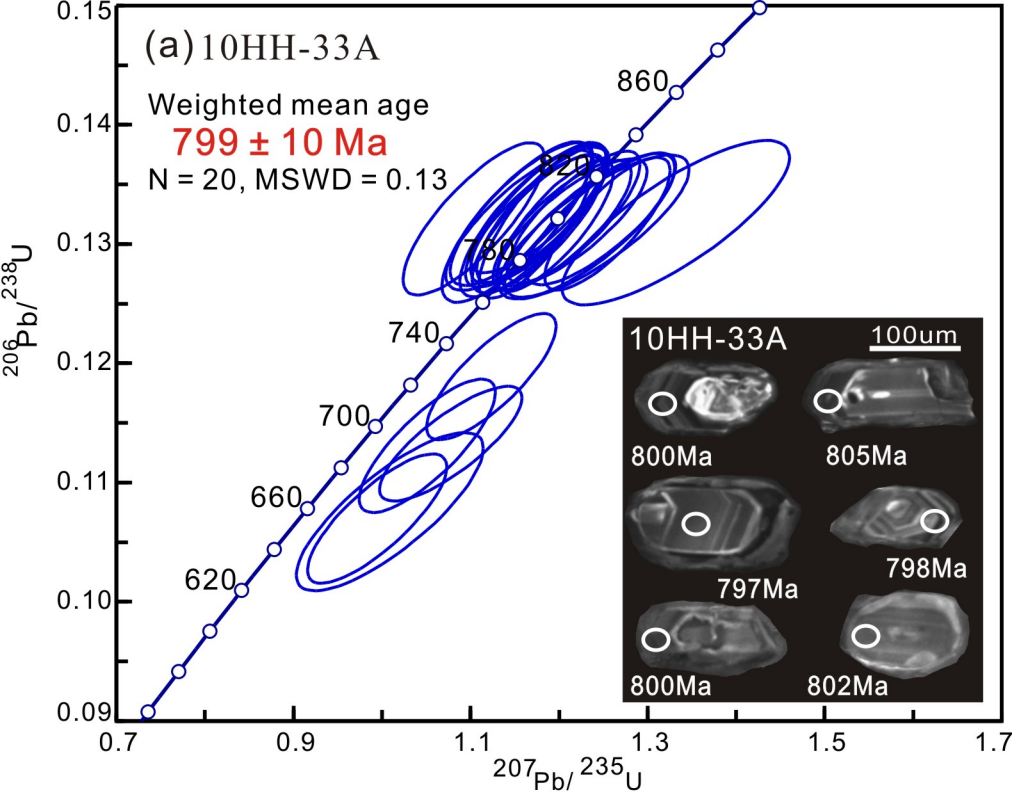 (a) 10HH-33A
Weighted mean age
799 ± 10 Ma
N = 20, MSWD = 0.13
0.15
0.14
0.13
0.12
0.11
0.10
0.09
206Pb/238U
860
820
780
740
700
660
620
10HH-33A
100um
800Ma
805Ma
797Ma
798Ma
800Ma
802Ma
0.7
0.9
1.1
1.3
1.5
1.7
207Pb/ 235U